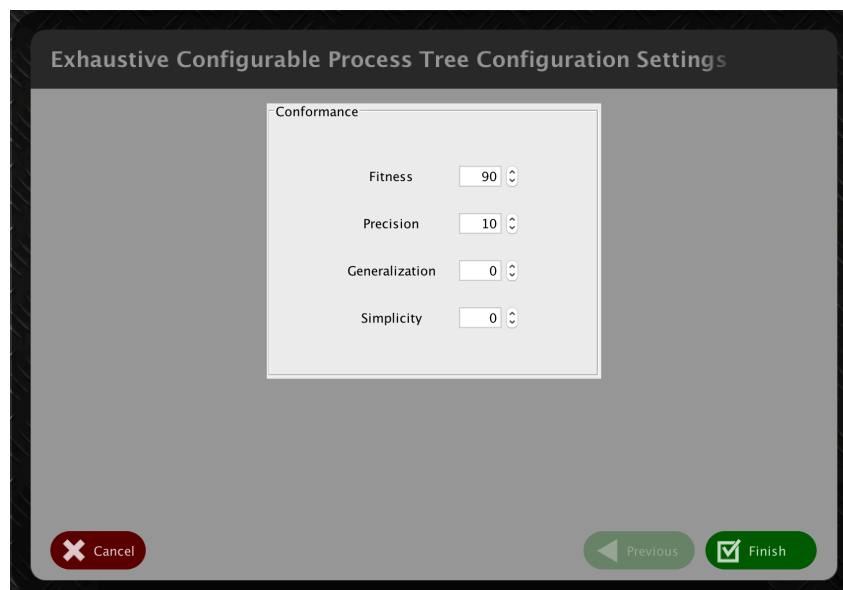 Exhaustive Configurable Process Tree Configuration Settings
Conformance
Fitness 90
Precision 10
Generalization 0
Simplicity 0
Cancel Previous Finish